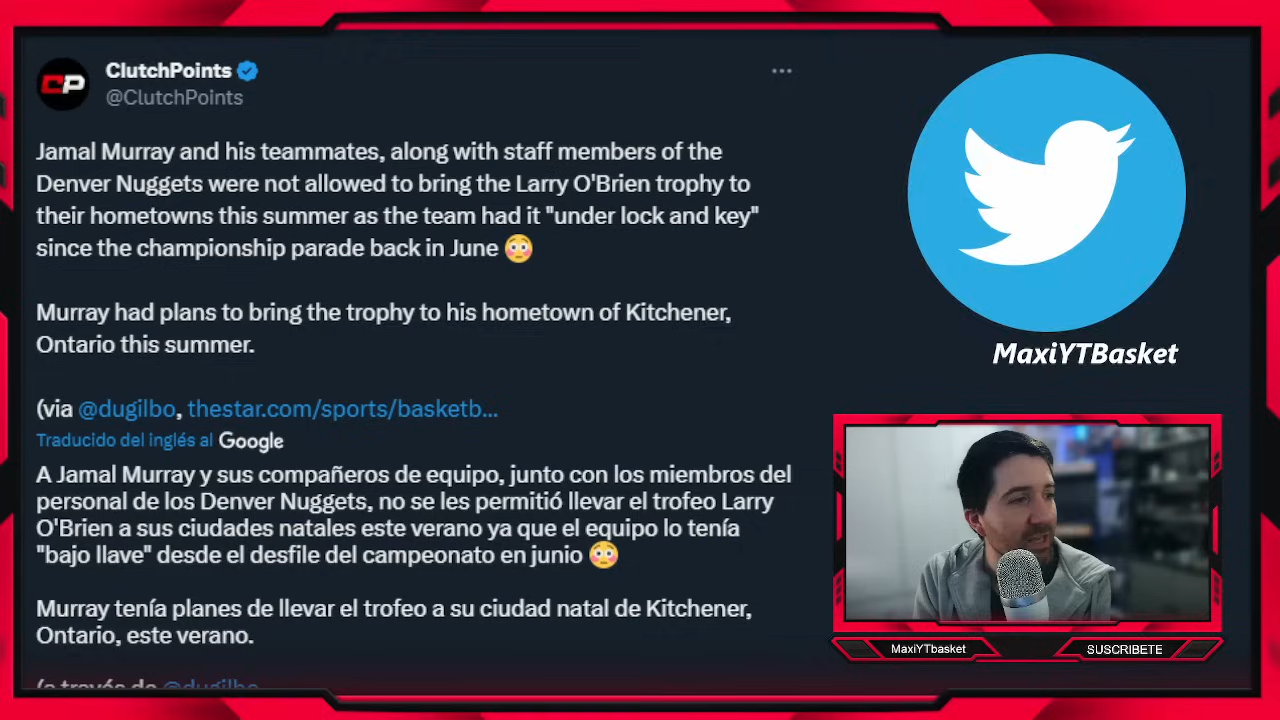 CP
ClutchPoints
@ClutchPoints
Jamal Murray and his teammates, along with staff members of the
Denver Nuggets were not allowed to bring the Larry O'Brien trophy to
their hometowns this summer as the team had it "under lock and key"
since the championship parade back in June 😳
Murray had plans to bring the trophy to his hometown of Kitchener,
Ontario this summer.
(via @dugilbo, thestar.com/sports/basketb...
Traducido del inglés al Google
A Jamal Murray y sus compañeros de equipo, junto con los miembros del
personal de los Denver Nuggets, no se les permitió llevar el trofeo Larry
O'Brien a sus ciudades natales este verano ya que el equipo lo tenía
"bajo llave" desde el desfile del campeonato en junio 😳
Murray tenía planes de llevar el trofeo a su ciudad natal de Kitchener,
Ontario, este verano.
(a través de @dugilbo
MaxiYTBasket
MaxiYTbasket
SUSCRIBETE